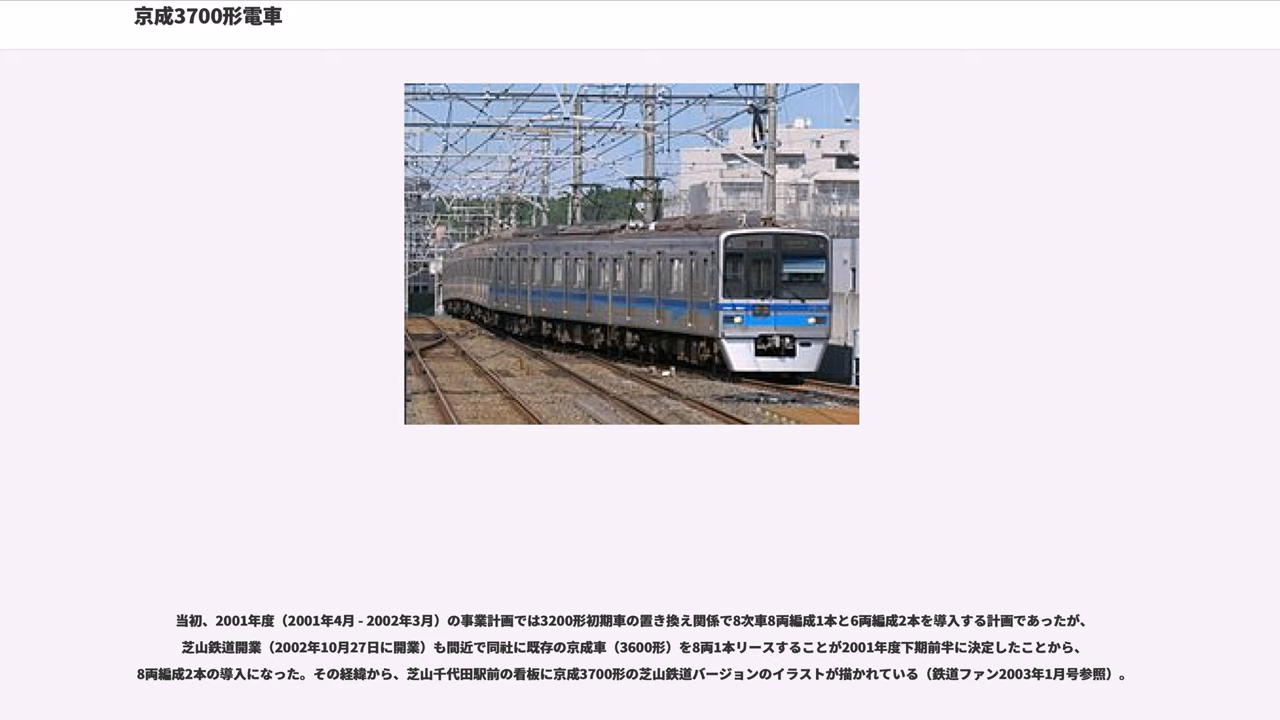 京成3700形電車
当初、2001年度（2001年4月 - 2002年3月）の事業計画では3200形初期車の置き換え関係で8次車8両編成1本と6両編成2本を導入する計画であったが、
芝山鉄道開業（2002年10月27日に開業）も間近で同社に既存の京成車（3600形）を8両1本リースすることが2001年度下期前半に決定したことから、
8両編成2本の導入になった。その経緯から、芝山千代田駅前の看板に京成3700形の芝山鉄道バージョンのイラストが描かれている（鉄道ファン2003年1月号参照）。